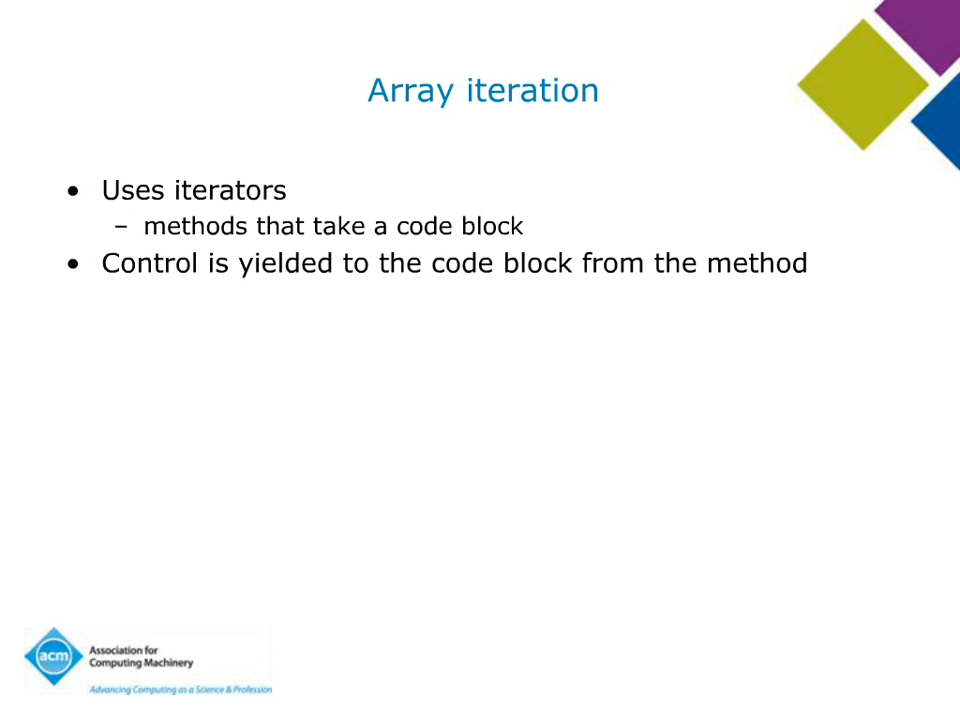 Array iteration
• Uses iterators
– methods that take a code block
• Control is yielded to the code block from the method
acm
Association for
Computing Machinery
Advancing Computing as a Science & Profession